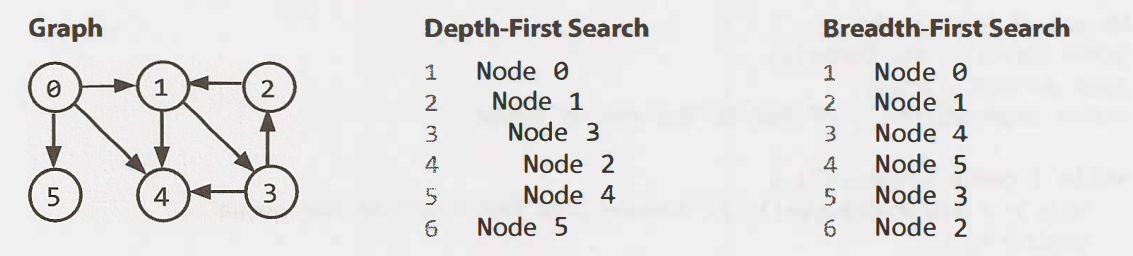 Graph
0 1 2
5 4 3
Depth-First Search
1 Node 0
2 Node 1
3 Node 3
4 Node 2
5 Node 4
6 Node 5
Breadth-First Search
1 Node 0
2 Node 1
3 Node 4
4 Node 5
5 Node 3
6 Node 2